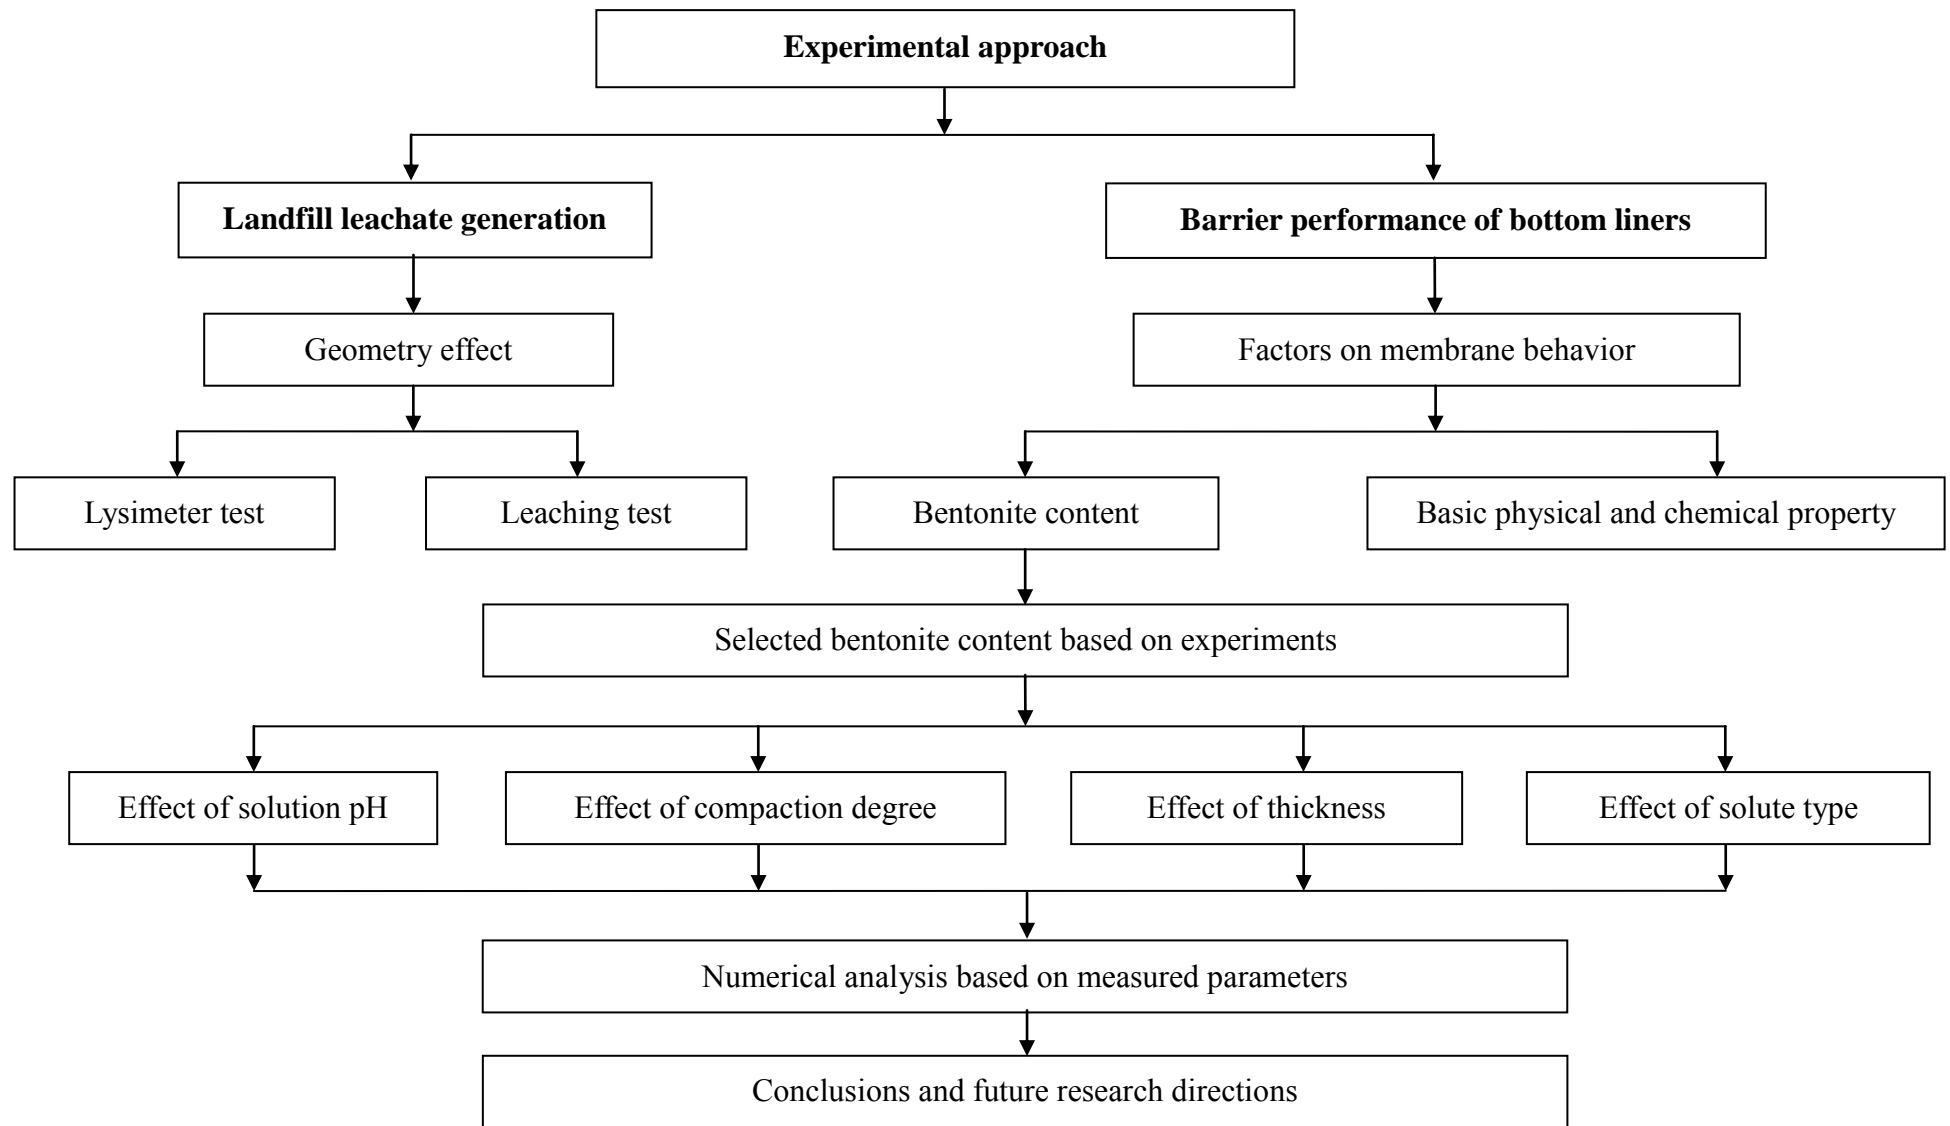 Experimental approach
Landfill leachate generation
Barrier performance of bottom liners
Geometry effect
Factors on membrane behavior
Lysimeter test
Leaching test
Bentonite content
Basic physical and chemical property
Selected bentonite content based on experiments
Effect of solution pH
Effect of compaction degree
Effect of thickness
Effect of solute type
Numerical analysis based on measured parameters
Conclusions and future research directions